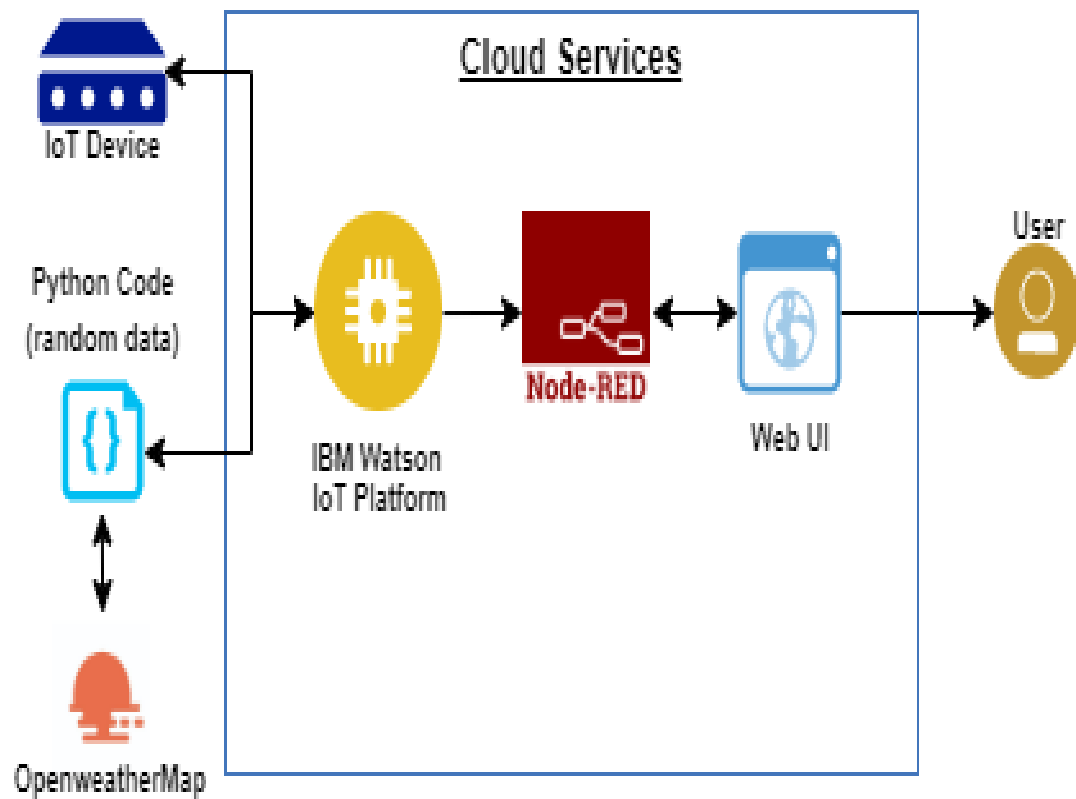 Cloud Services
IoT Device
Python Code
(random data)
User
Node-RED
Web UI
IBM Watson
IoT Platform
OpenweatherMap